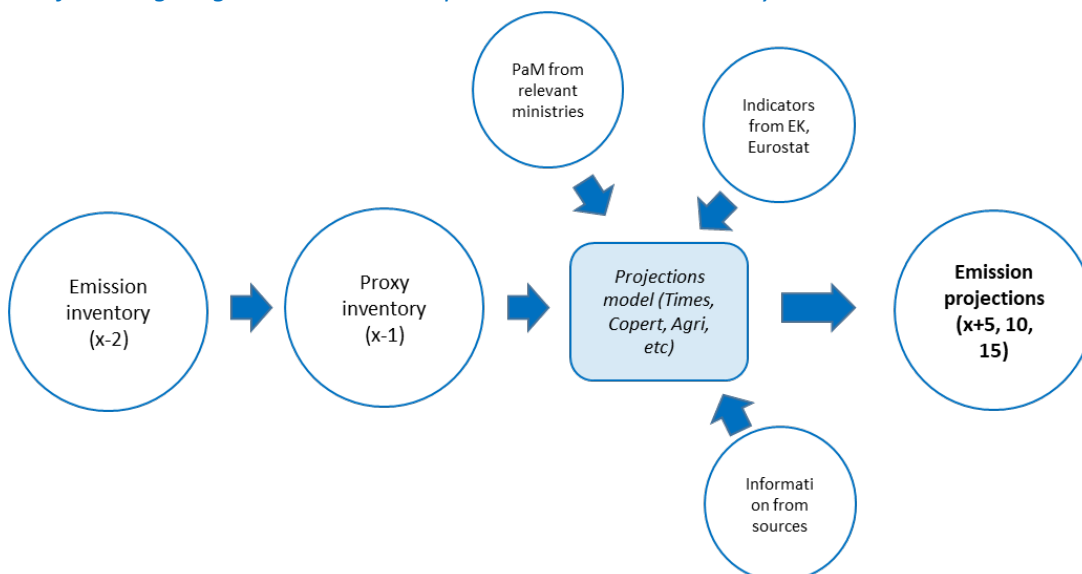 PaM from
relevant
ministries
Indicators
from EK,
Eurostat
Emission
inventory
(x-2)
Proxy
inventory
(x-1)
Projections
model (Times,
Copert, Agri,
etc)
Emission
projections
(x+5, 10,
15)
Informati
on from
sources